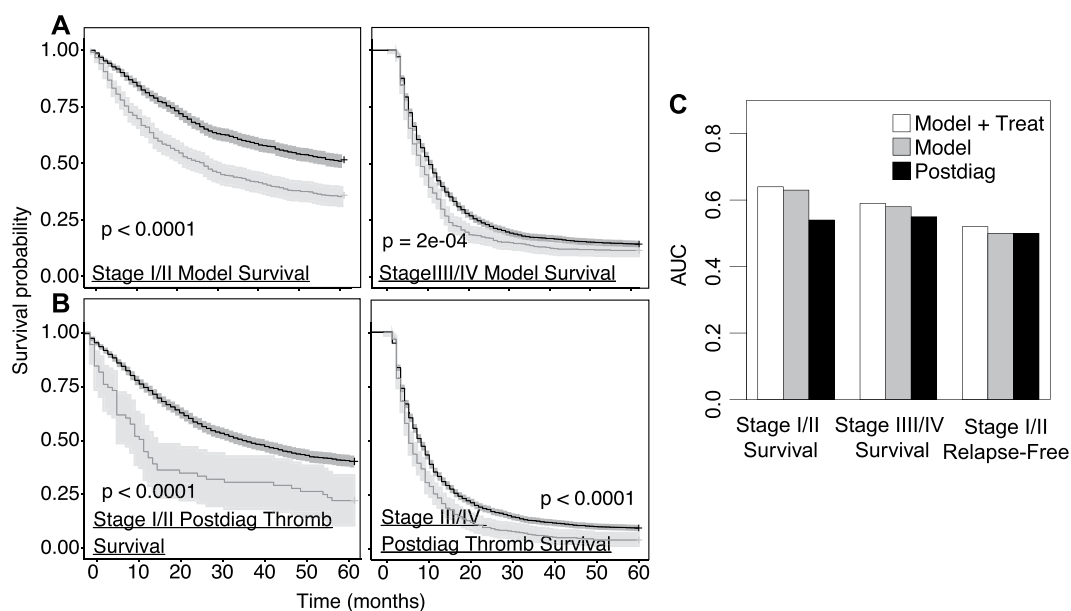 A
1.00
0.75
0.50
0.25
0.00
p < 0.0001
Stage I/II Model Survival
p = 2e-04
StageIIII/IV Model Survival
Survival probability
B
1.00
0.75
0.50
0.25
0.00
p < 0.0001
Stage I/II Postdiag Thromb
Survival
p < 0.0001
Stage III/IV
Postdiag Thromb Survival
0 10 20 30 40 50 60
0 10 20 30 40 50 60
Time (months)
C
Model + Treat
Model
Postdiag
AUC
0.8
0.6
0.4
0.2
0.0
Stage I/II
Survival
Stage IIII/IV
Survival
Stage I/II
Relapse-Free